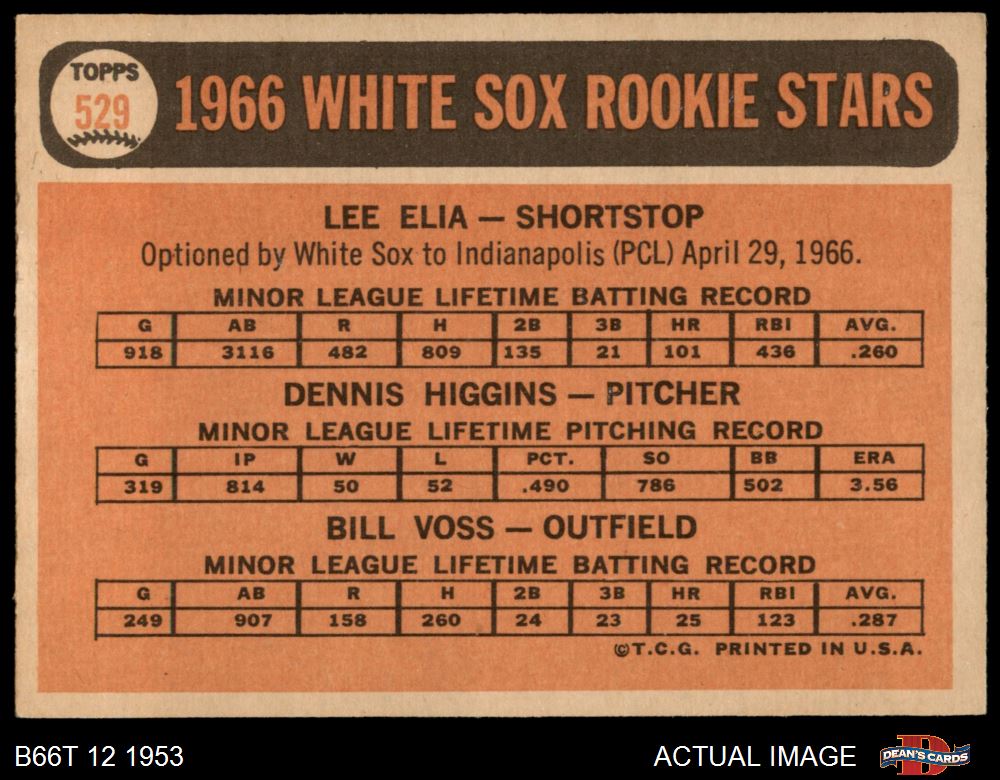 TOPPS
529
1966 WHITE SOX ROOKIE STARS
LEE ELIA — SHORTSTOP
Optioned by White Sox to Indianapolis (PCL) April 29, 1966.
MINOR LEAGUE LIFETIME BATTING RECORD
G AB R H 2B 3B HR RBI AVG.
918 3116 482 809 135 21 101 436 .260
DENNIS HIGGINS — PITCHER
MINOR LEAGUE LIFETIME PITCHING RECORD
G IP W L PCT. SO BB ERA
319 814 50 52 .490 786 502 3.56
BILL VOSS — OUTFIELD
MINOR LEAGUE LIFETIME BATTING RECORD
G AB R H 2B 3B HR RBI AVG.
249 907 158 260 24 23 25 123 .287
©T.C.G. PRINTED IN U.S.A.
B66T 12 1953 ACTUAL IMAGE DEAN'S CARDS